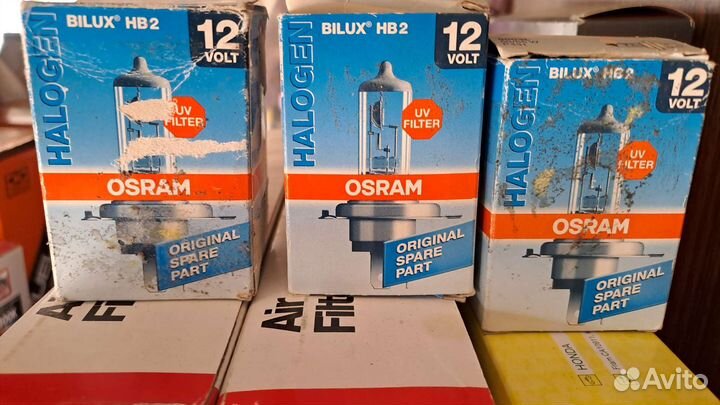 HALOGEN
BILUX® HB2
12
VOLT
UV
FILTER
OSRAM
ORIGINAL
SPARE
PART
HALOGEN
BILUX® HB2
12
VOLT
UV
FILTER
OSRAM
ORIGINAL
SPARE
PART
HALOGEN
BILUX® HB2
12
VOLT
UV
FILTER
OSRAM
ORIGINAL
SPARE
PART
Air
Air
Filt
HONDA
Avito